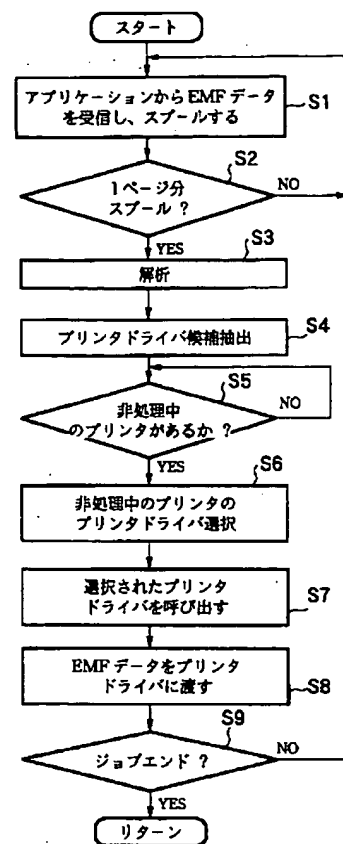 スタート
アプリケーションからEMFデータ
を受信し、スプールする
S1
S2
1ページ分
スプール ?
NO
YES
S3
解析
S4
プリンタドライバ候補抽出
S5
非処理中
のプリンタがあるか ?
NO
YES
S6
非処理中のプリンタの
プリンタドライバ選択
選択されたプリンタ
ドライバを呼び出す
S7
EMFデータをプリンタ
ドライバに渡す
S8
S9
ジョブエンド ?
NO
YES
リターン